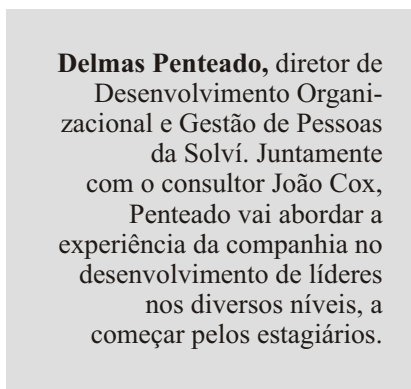 Delmas Penteado, diretor de
Desenvolvimento Organi-
zacional e Gestão de Pessoas
da Solví. Juntamente
com o consultor João Cox,
Penteado vai abordar a
experiência da companhia no
desenvolvimento de líderes
nos diversos níveis, a
começar pelos estagiários.